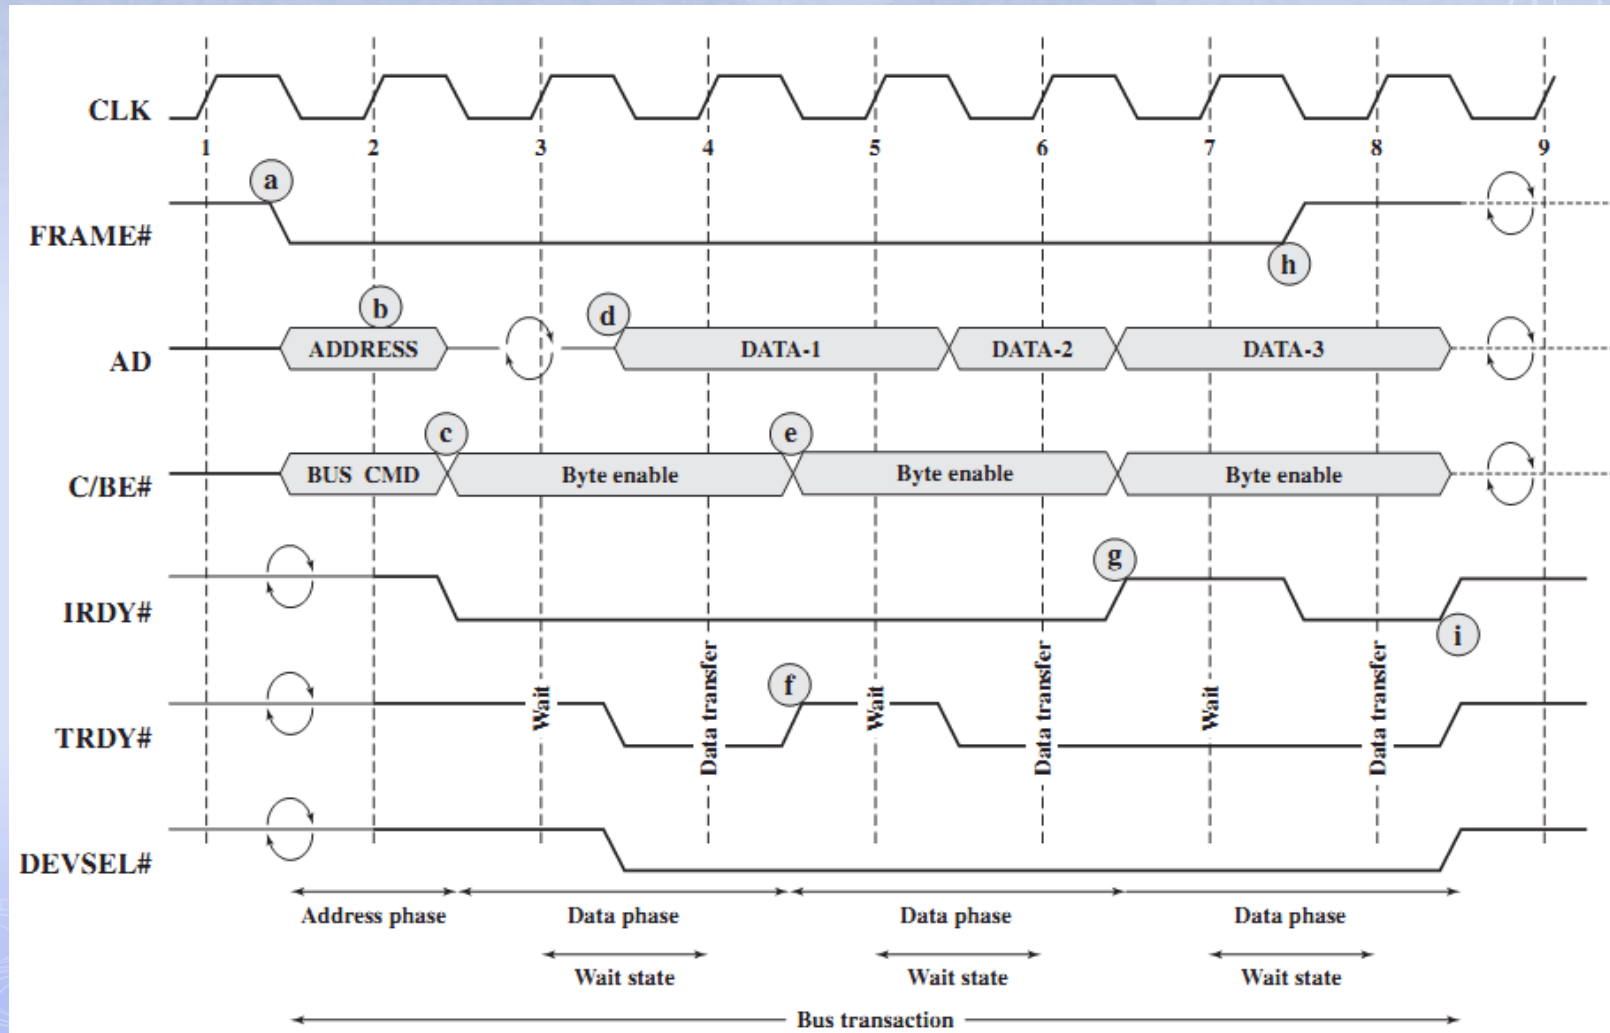 CLK
1 2 3 4 5 6 7 8 9
a
FRAME#
h
b
d
ADDRESS DATA-1 DATA-2 DATA-3
AD
c e
BUS CMD Byte enable Byte enable Byte enable
C/BE#
g
IRDY#
i
f
Wait Data transfer Wait Data transfer Wait Data transfer
TRDY#
DEVSEL#
Address phase Data phase Data phase Data phase
Wait state Wait state Wait state
Bus transaction